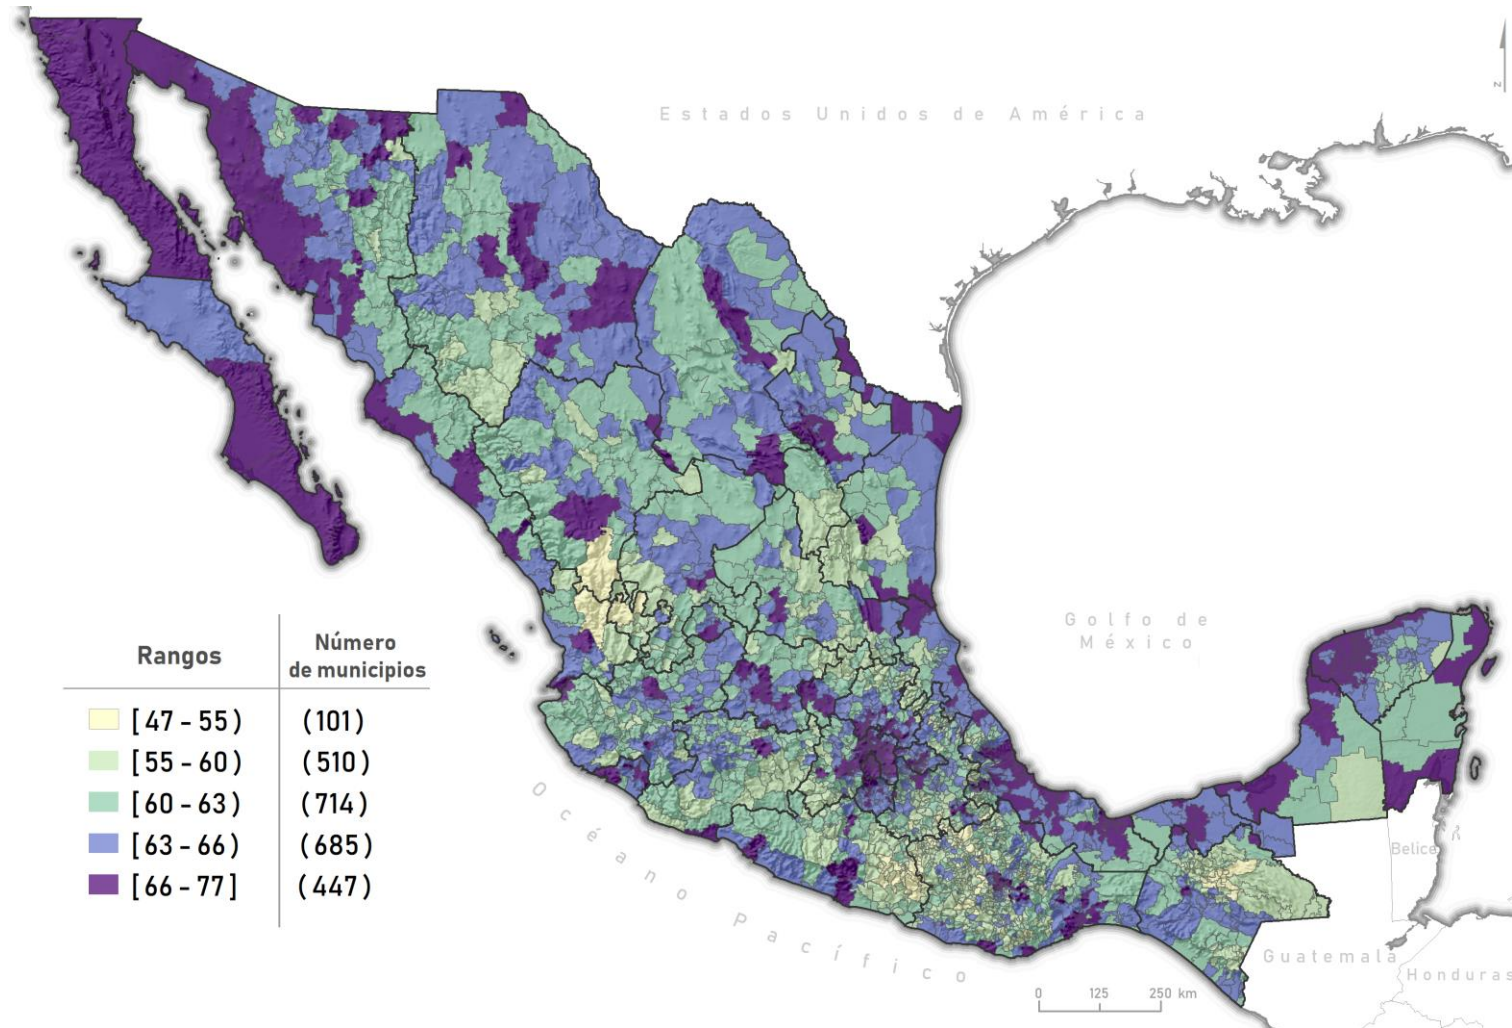 N
Estados Unidos de América
Golfo de
México
Rangos
Número
de municipios
[47 - 55) (101)
[55 - 60) (510)
[60 - 63) (714)
[63 - 66) (685)
[66 - 77] (447)
Océano Pacífico
Belice
Guatemala
Honduras
0 125 250 km